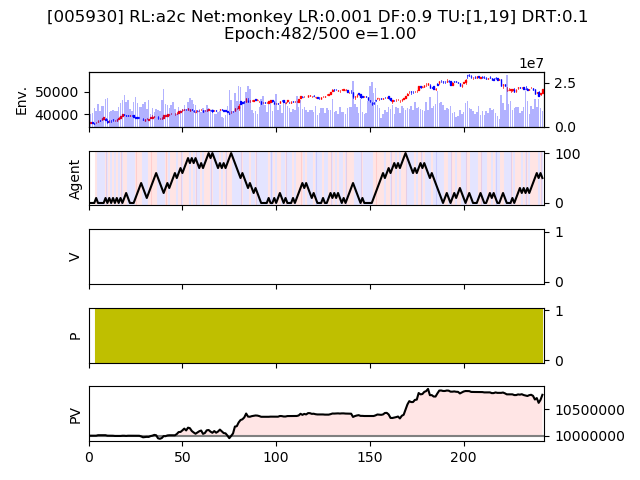 [005930] RL:a2c Net:monkey LR:0.001 DF:0.9 TU:[1,19] DRT:0.1
Epoch:482/500 e=1.00
1e7
Env.
50000
40000
2.5
0.0
Agent
100
0
V
1
0
P
1
0
PV
10500000
10000000
0 50 100 150 200